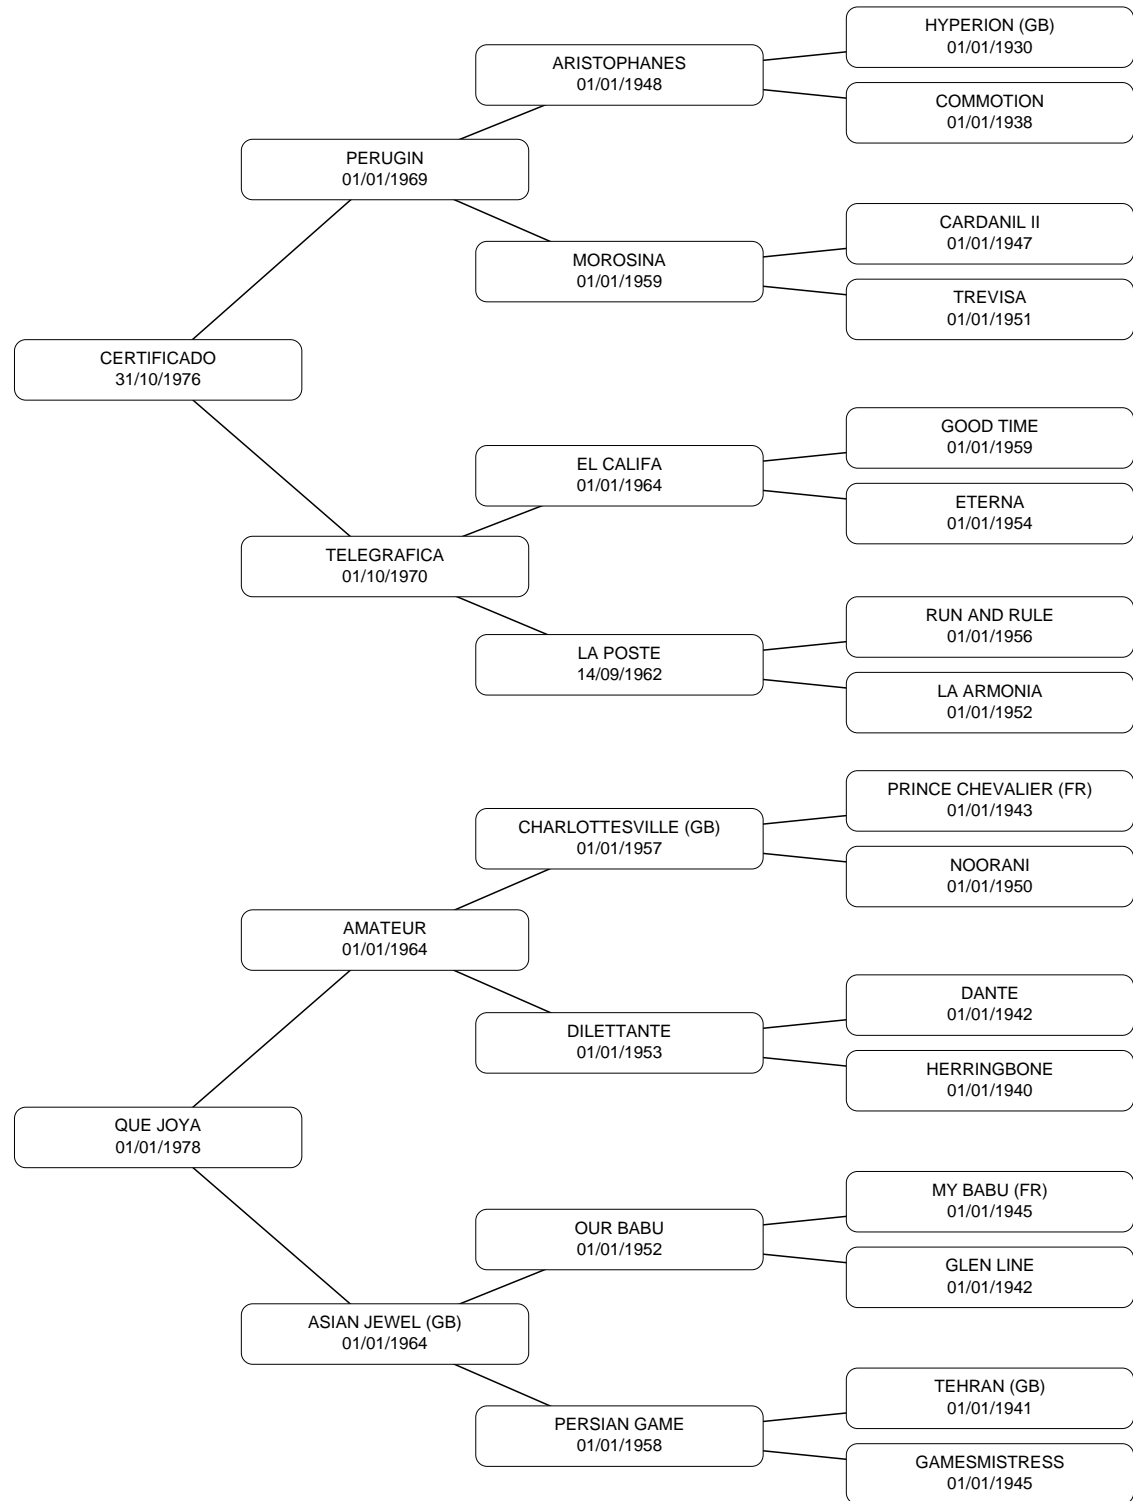 HYPERION (GB)
01/01/1930
ARISTOPHANES
01/01/1948
COMMOTION
01/01/1938
PERUGIN
01/01/1969
CARDANIL II
01/01/1947
MOROSINA
01/01/1959
TREVISA
01/01/1951
CERTIFICADO
31/10/1976
GOOD TIME
01/01/1959
EL CALIFA
01/01/1964
ETERNA
01/01/1954
TELEGRAFICA
01/10/1970
RUN AND RULE
01/01/1956
LA POSTE
14/09/1962
LA ARMONIA
01/01/1952
PRINCE CHEVALIER (FR)
01/01/1943
CHARLOTTESVILLE (GB)
01/01/1957
NOORANI
01/01/1950
AMATEUR
01/01/1964
DANTE
01/01/1942
DILETTANTE
01/01/1953
HERRINGBONE
01/01/1940
QUE JOYA
01/01/1978
MY BABU (FR)
01/01/1945
OUR BABU
01/01/1952
GLEN LINE
01/01/1942
ASIAN JEWEL (GB)
01/01/1964
TEHRAN (GB)
01/01/1941
PERSIAN GAME
01/01/1958
GAMESMISTRESS
01/01/1945